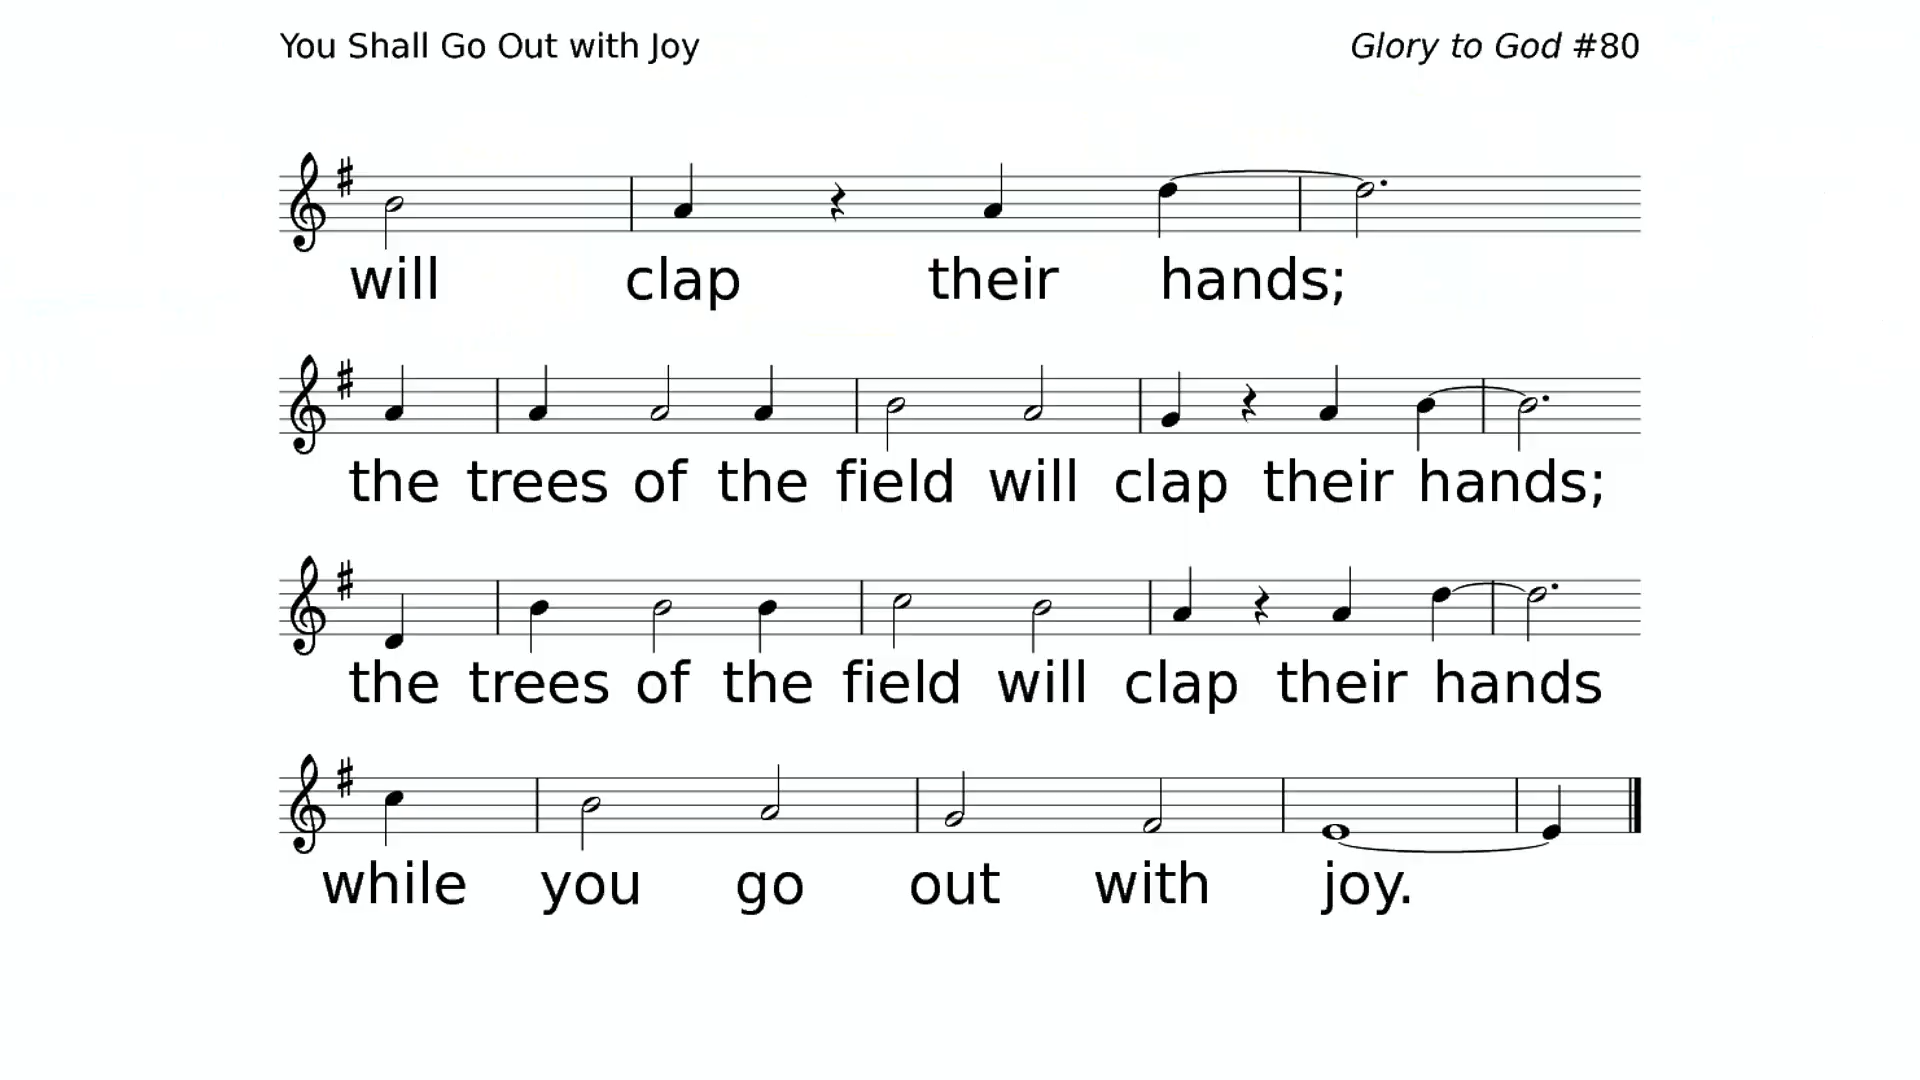 You Shall Go Out with Joy
Glory to God #80
will clap their hands;
the trees of the field will clap their hands;
the trees of the field will clap their hands
while you go out with joy.